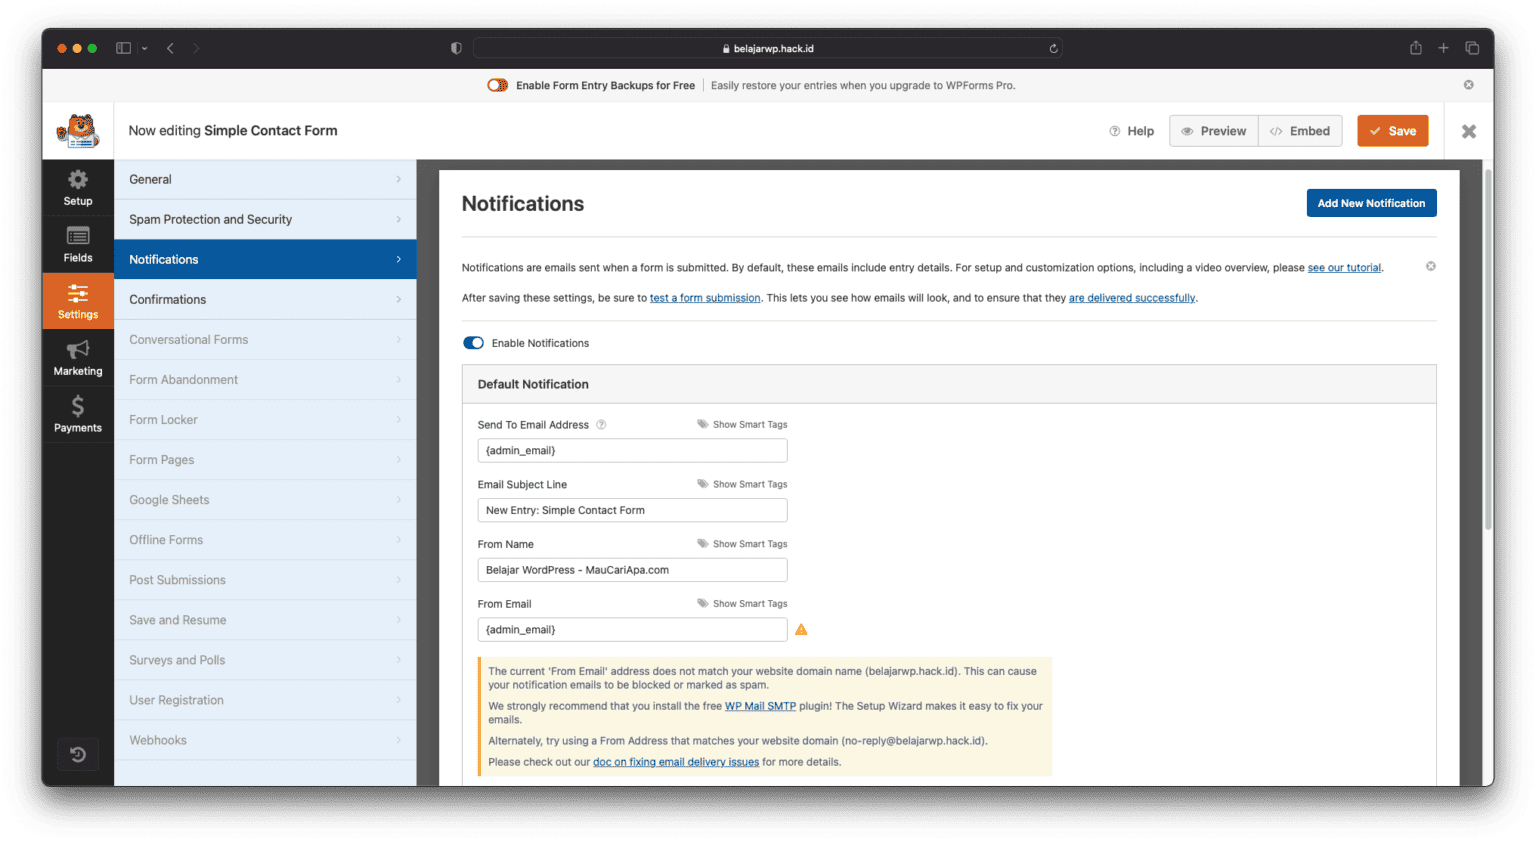 belajarwp.hack.id
Enable Form Entry Backups for Free Easily restore your entries when you upgrade to WPForms Pro.
Now editing Simple Contact Form
Help
Preview
Embed
Save
Setup
Fields
Settings
Marketing
Payments
General
Spam Protection and Security
Notifications
Confirmations
Conversational Forms
Form Abandonment
Form Locker
Form Pages
Google Sheets
Offline Forms
Post Submissions
Save and Resume
Surveys and Polls
User Registration
Webhooks
Notifications
Add New Notification
Notifications are emails sent when a form is submitted. By default, these emails include entry details. For setup and customization options, including a video overview, please see our tutorial.
After saving these settings, be sure to test a form submission. This lets you see how emails will look, and to ensure that they are delivered successfully.
Enable Notifications
Default Notification
Send To Email Address
Show Smart Tags
{admin_email}
Email Subject Line
Show Smart Tags
New Entry: Simple Contact Form
From Name
Show Smart Tags
Belajar WordPress - MauCariApa.com
From Email
Show Smart Tags
{admin_email}
The current 'From Email' address does not match your website domain name (belajarwp.hack.id). This can cause
your notification emails to be blocked or marked as spam.
We strongly recommend that you install the free WP Mail SMTP plugin! The Setup Wizard makes it easy to fix your
emails.
Alternately, try using a From Address that matches your website domain (no-reply@belajarwp.hack.id).
Please check out our doc on fixing email delivery issues for more details.